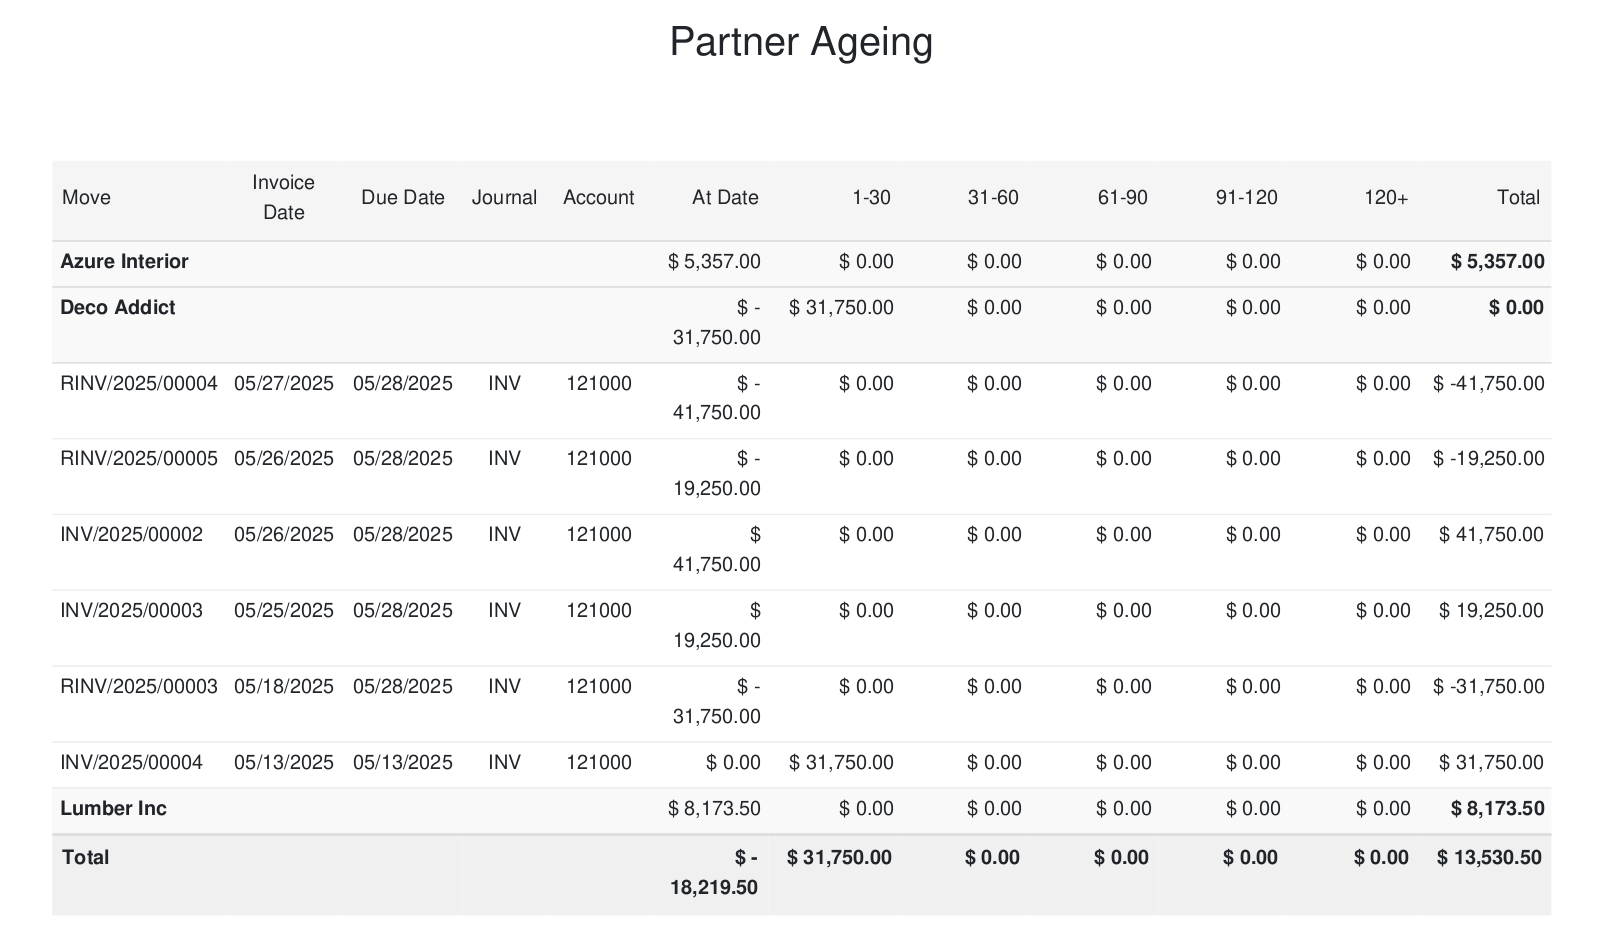 Partner Ageing
Move Invoice Date Due Date Journal Account At Date 1-30 31-60 61-90 91-120 120+ Total
Azure Interior $ 5,357.00 $ 0.00 $ 0.00 $ 0.00 $ 0.00 $ 0.00 $ 5,357.00
Deco Addict $ -31,750.00 $ 31,750.00 $ 0.00 $ 0.00 $ 0.00 $ 0.00 $ 0.00
RINV/2025/00004 05/27/2025 05/28/2025 INV 121000 $ -41,750.00 $ 0.00 $ 0.00 $ 0.00 $ 0.00 $ 0.00 $ -41,750.00
RINV/2025/00005 05/26/2025 05/28/2025 INV 121000 $ -19,250.00 $ 0.00 $ 0.00 $ 0.00 $ 0.00 $ 0.00 $ -19,250.00
INV/2025/00002 05/26/2025 05/28/2025 INV 121000 $ 41,750.00 $ 0.00 $ 0.00 $ 0.00 $ 0.00 $ 0.00 $ 41,750.00
INV/2025/00003 05/25/2025 05/28/2025 INV 121000 $ 19,250.00 $ 0.00 $ 0.00 $ 0.00 $ 0.00 $ 0.00 $ 19,250.00
RINV/2025/00003 05/18/2025 05/28/2025 INV 121000 $ -31,750.00 $ 0.00 $ 0.00 $ 0.00 $ 0.00 $ 0.00 $ -31,750.00
INV/2025/00004 05/13/2025 05/13/2025 INV 121000 $ 0.00 $ 31,750.00 $ 0.00 $ 0.00 $ 0.00 $ 0.00 $ 31,750.00
Lumber Inc $ 8,173.50 $ 0.00 $ 0.00 $ 0.00 $ 0.00 $ 0.00 $ 8,173.50
Total $ -18,219.50 $ 31,750.00 $ 0.00 $ 0.00 $ 0.00 $ 0.00 $ 13,530.50